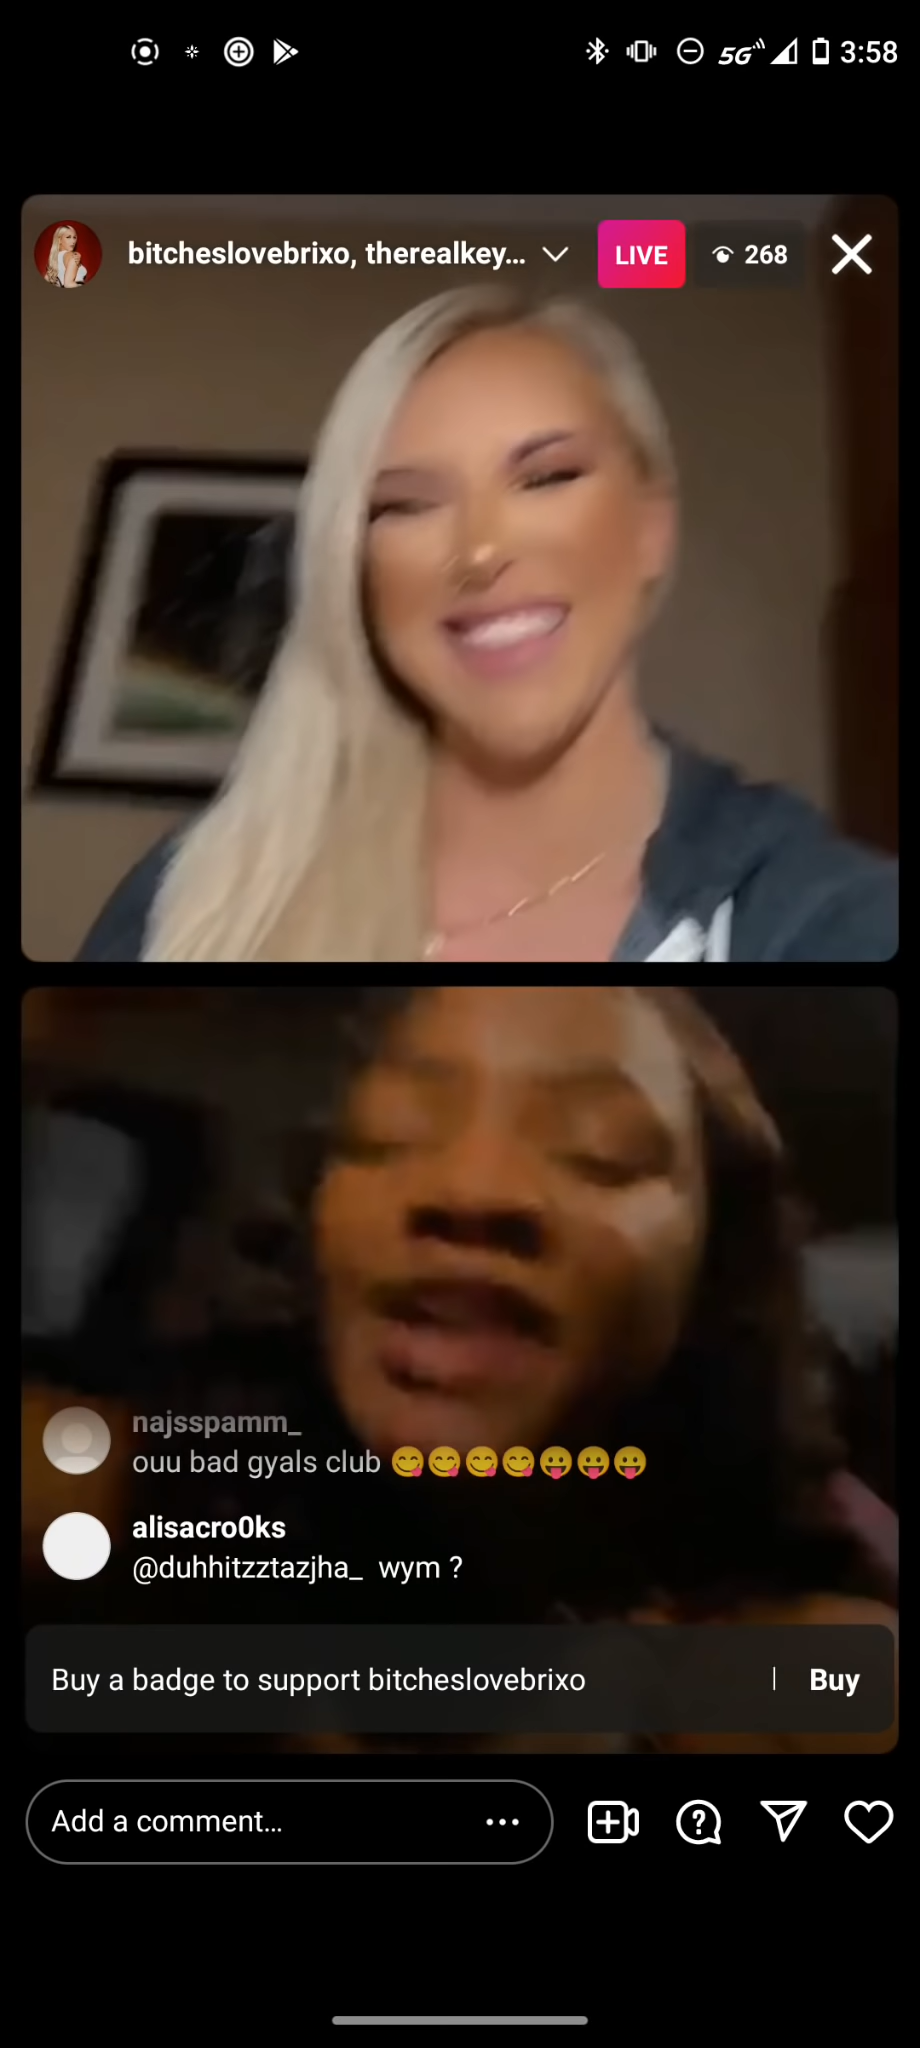 5G 3:58
bitcheslovebrixo, therealkey... LIVE 268
najsspamm_
ouu bad gyals club 😋😋😋😋😛😛😛
alisacro0ks
@duhhitzztazjha_ wym ?
Buy a badge to support bitcheslovebrixo | Buy
Add a comment...